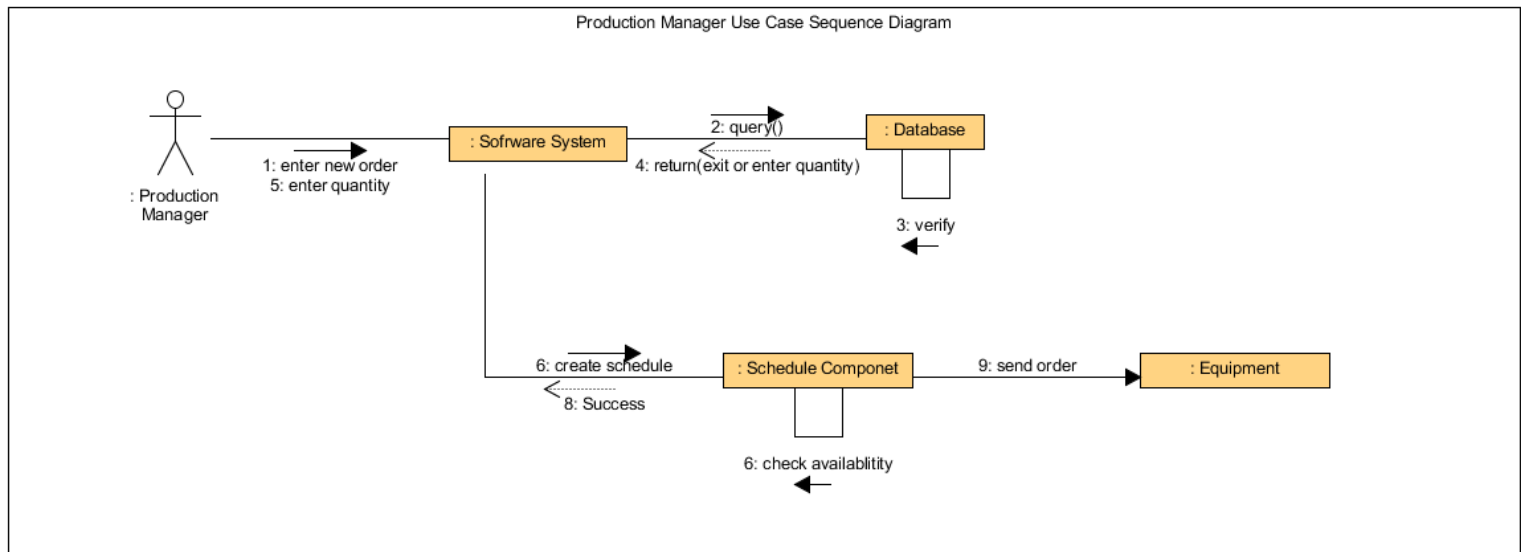 Production Manager Use Case Sequence Diagram
: Production
Manager
1: enter new order
5: enter quantity
: Sofrware System
2: query()
4: return(exit or enter quantity)
: Database
3: verify
6: create schedule
8: Success
: Schedule Componet
9: send order
: Equipment
6: check availablitity